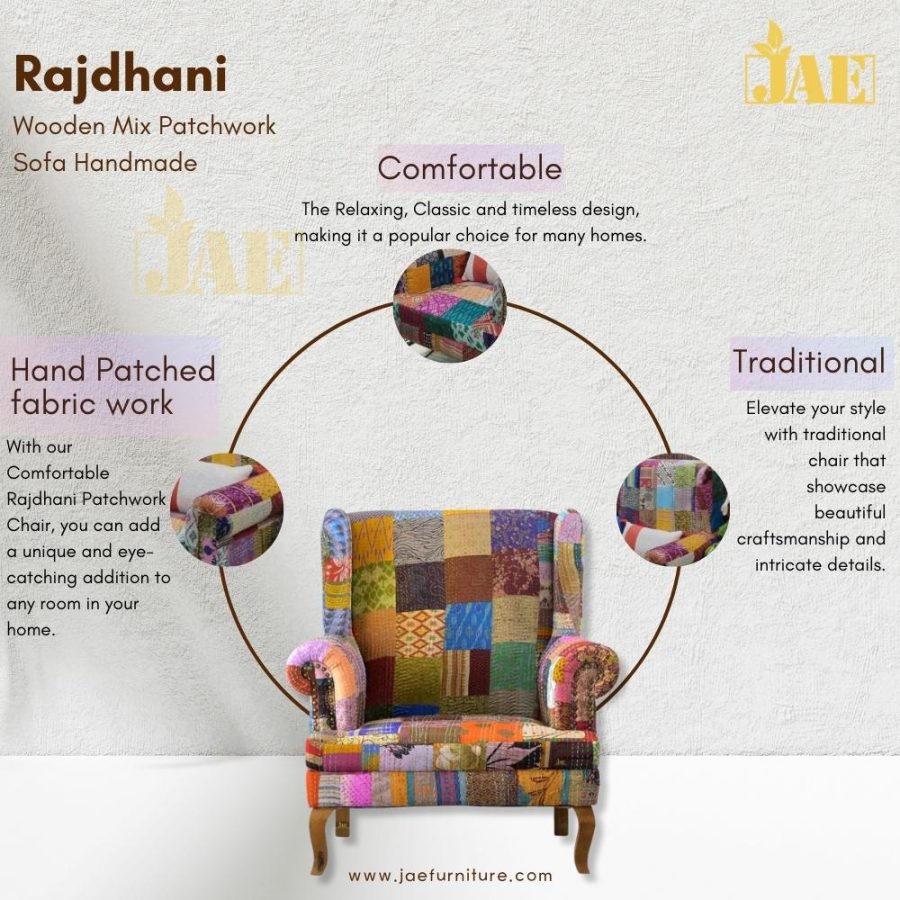 Rajdhani
Wooden Mix Patchwork
Sofa Handmade
JAE
JAE
Comfortable
The Relaxing, Classic and timeless design,
making it a popular choice for many homes.
Hand Patched
fabric work
With our
Comfortable
Rajdhani Patchwork
Chair, you can add
a unique and eye-
catching addition to
any room in your
home.
Traditional
Elevate your style
with traditional
chair that
showcase
beautiful
craftsmanship and
intricate details.
www.jaefurniture.com